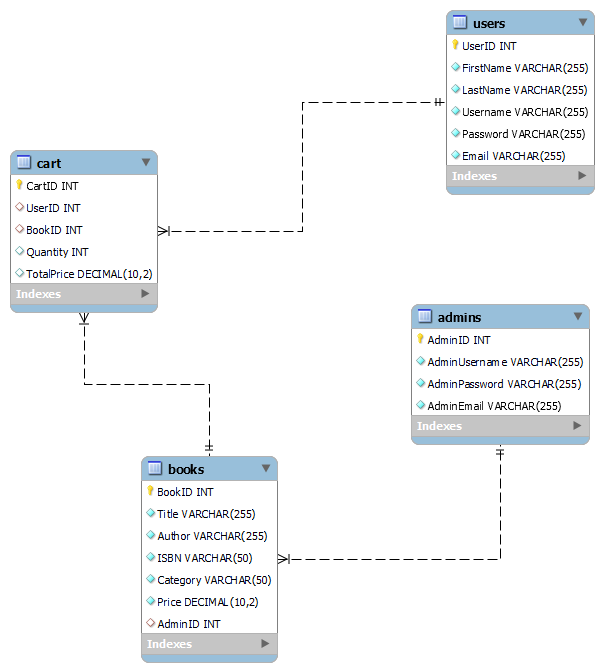 users
UserID INT
FirstName VARCHAR(255)
LastName VARCHAR(255)
Username VARCHAR(255)
Password VARCHAR(255)
Email VARCHAR(255)
Indexes
cart
CartID INT
UserID INT
BookID INT
Quantity INT
TotalPrice DECIMAL(10,2)
Indexes
admins
AdminID INT
AdminUsername VARCHAR(255)
AdminPassword VARCHAR(255)
AdminEmail VARCHAR(255)
Indexes
books
BookID INT
Title VARCHAR(255)
Author VARCHAR(255)
ISBN VARCHAR(50)
Category VARCHAR(50)
Price DECIMAL(10,2)
AdminID INT
Indexes